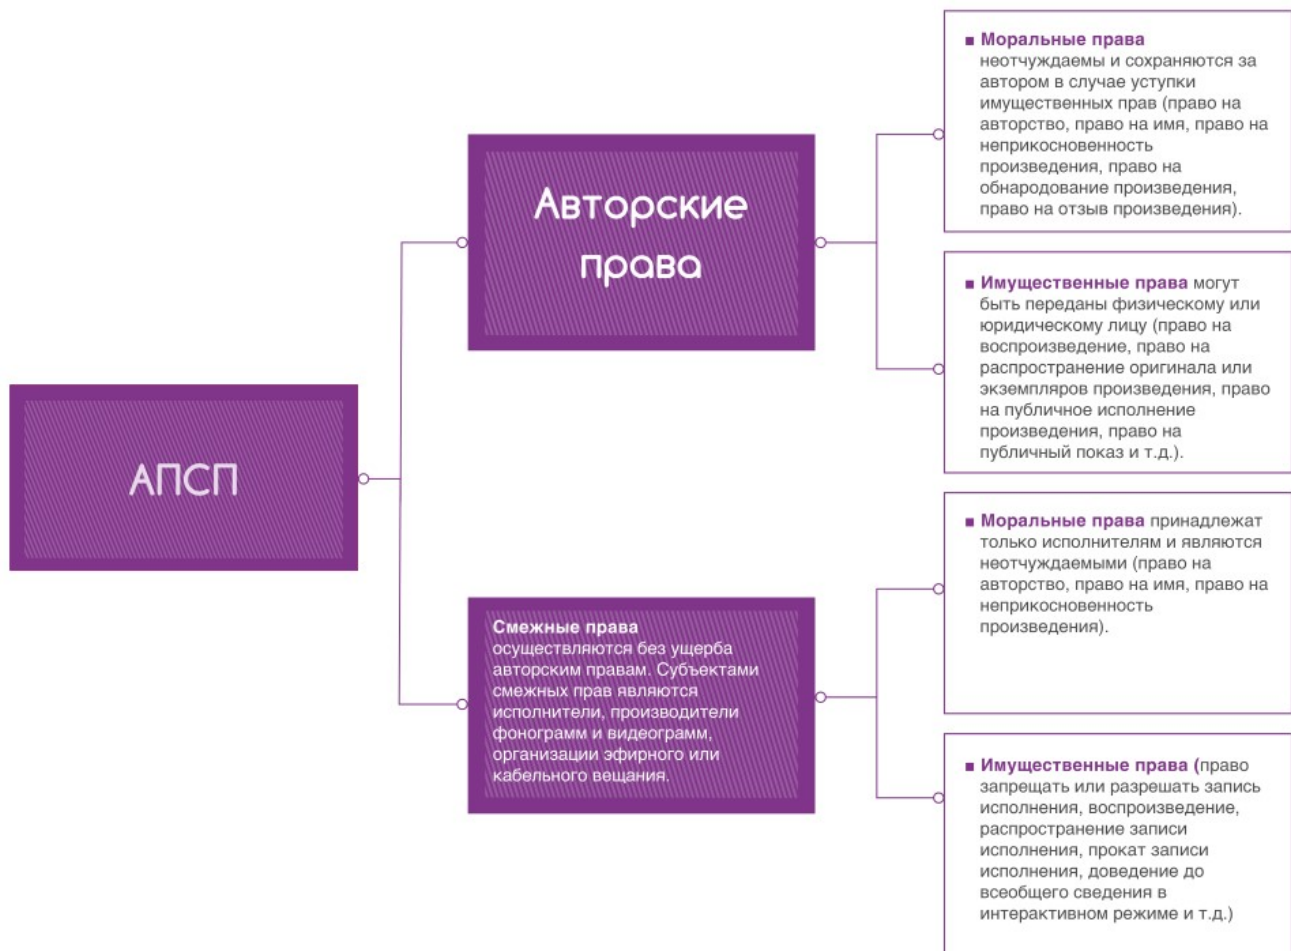 АПСП
Авторские
права
■ Моральные права
неотчуждаемы и сохраняются за
автором в случае уступки
имущественных прав (право на
авторство, право на имя, право на
неприкосновенность
произведения, право на
обнародование произведения,
право на отзыв произведения).
■ Имущественные права могут
быть переданы физическому или
юридическому лицу (право на
воспроизведение, право на
распространение оригинала или
экземпляров произведения, право
на публичное исполнение
произведения, право на
публичный показ и т.д.).
Смежные права
осуществляются без ущерба
авторским правам. Субъектами
смежных прав являются
исполнители, производители
фонограмм и видеограмм,
организации эфирного или
кабельного вещания.
■ Моральные права принадлежат
только исполнителям и являются
неотчуждаемыми (право на
авторство, право на имя, право на
неприкосновенность
произведения).
■ Имущественные права (право
запрещать или разрешать запись
исполнения, воспроизведение,
распространение записи
исполнения, прокат записи
исполнения, доведение до
всеобщего сведения в
интерактивном режиме и т.д.)